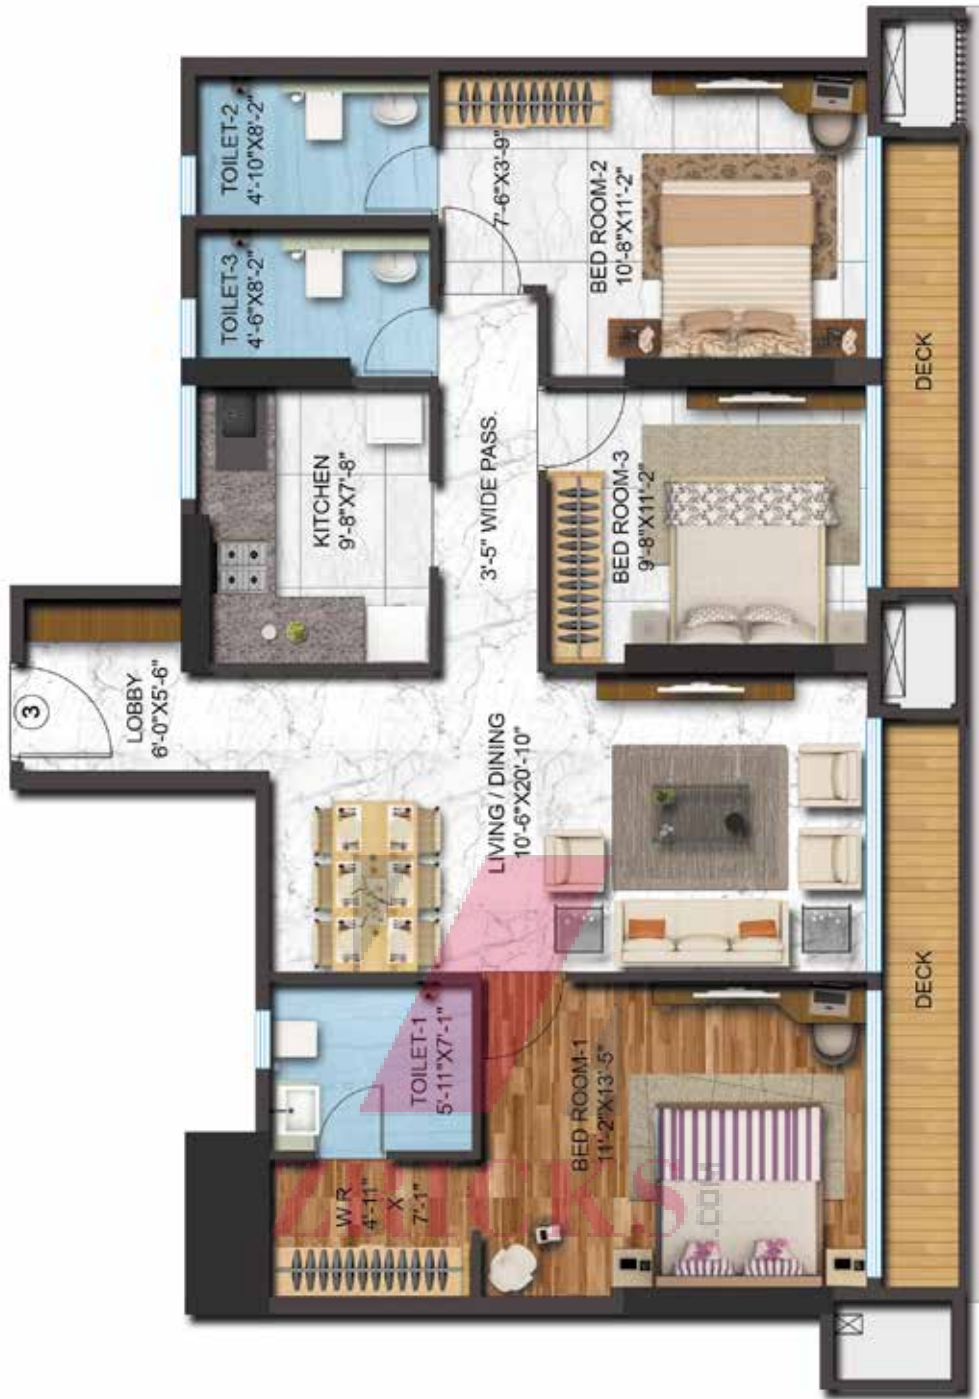 TOILET-2
4'-10"X8'-2"
TOILET-3
4'-6"X8'-2"
7'-6"X3'-9"
BED ROOM-2
10'-8"X11'-2"
DECK
KITCHEN
9'-8"X7'-8"
3'-5" WIDE PASS.
BED ROOM-3
9'-8"X11'-2"
3
LOBBY
6'-0"X5'-6"
LIVING / DINING
10'-6"X20'-10"
DECK
TOILET-1
5'-11"X7'-1"
BED ROOM-1
11'-2"X13'-5"
W.R
4'-11"
X
7'-1"
ZRICKS
.COM